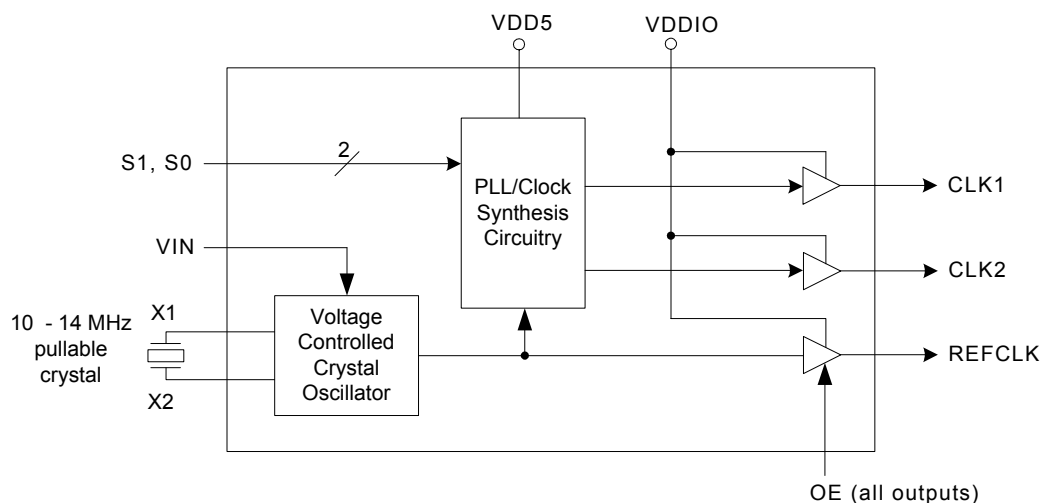 VDD5
VDDIO
S1, S0
2
PLL/Clock
Synthesis
Circuitry
CLK1
VIN
CLK2
10 - 14 MHz
pullable
crystal
X1
X2
Voltage
Controlled
Crystal
Oscillator
REFCLK
OE (all outputs)